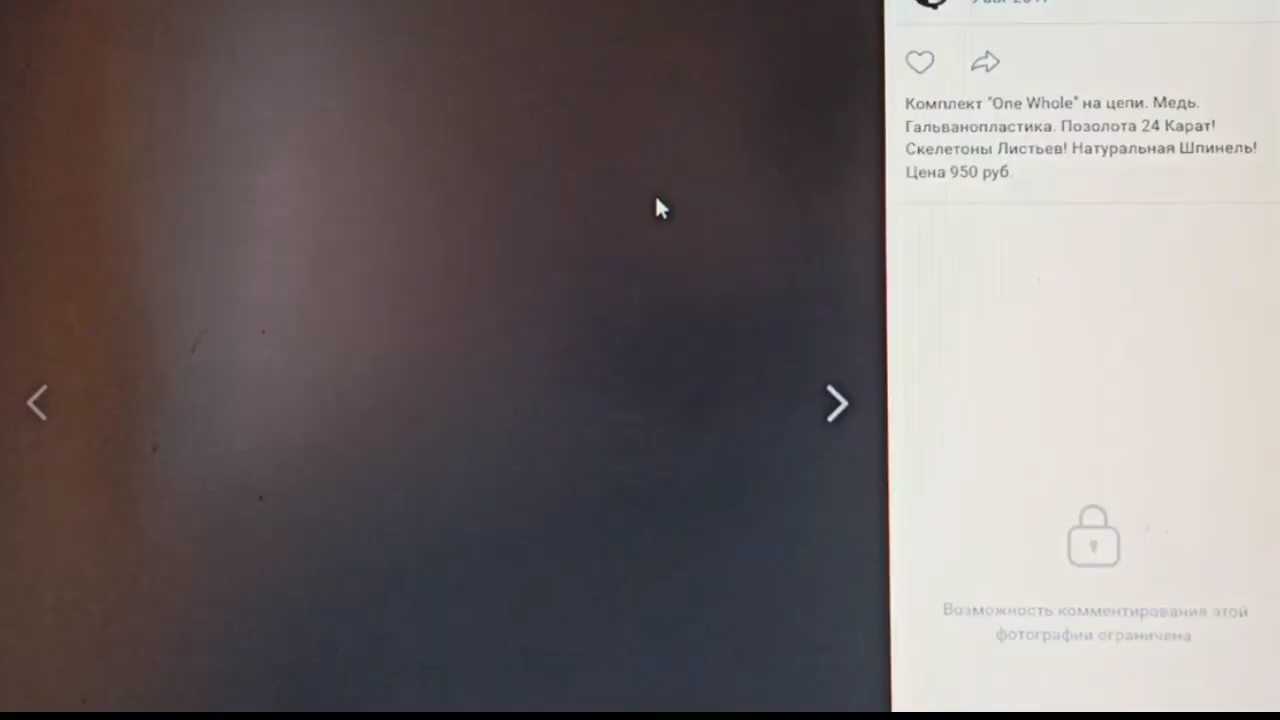 Комплект "One Whole" на цепи. Медь.
Гальванопластика. Позолота 24 Карат!
Скелетоны Листьев! Натуральная Шпинель!
Цена 950 руб.
Возможность комментирования этой
фотографии ограничена